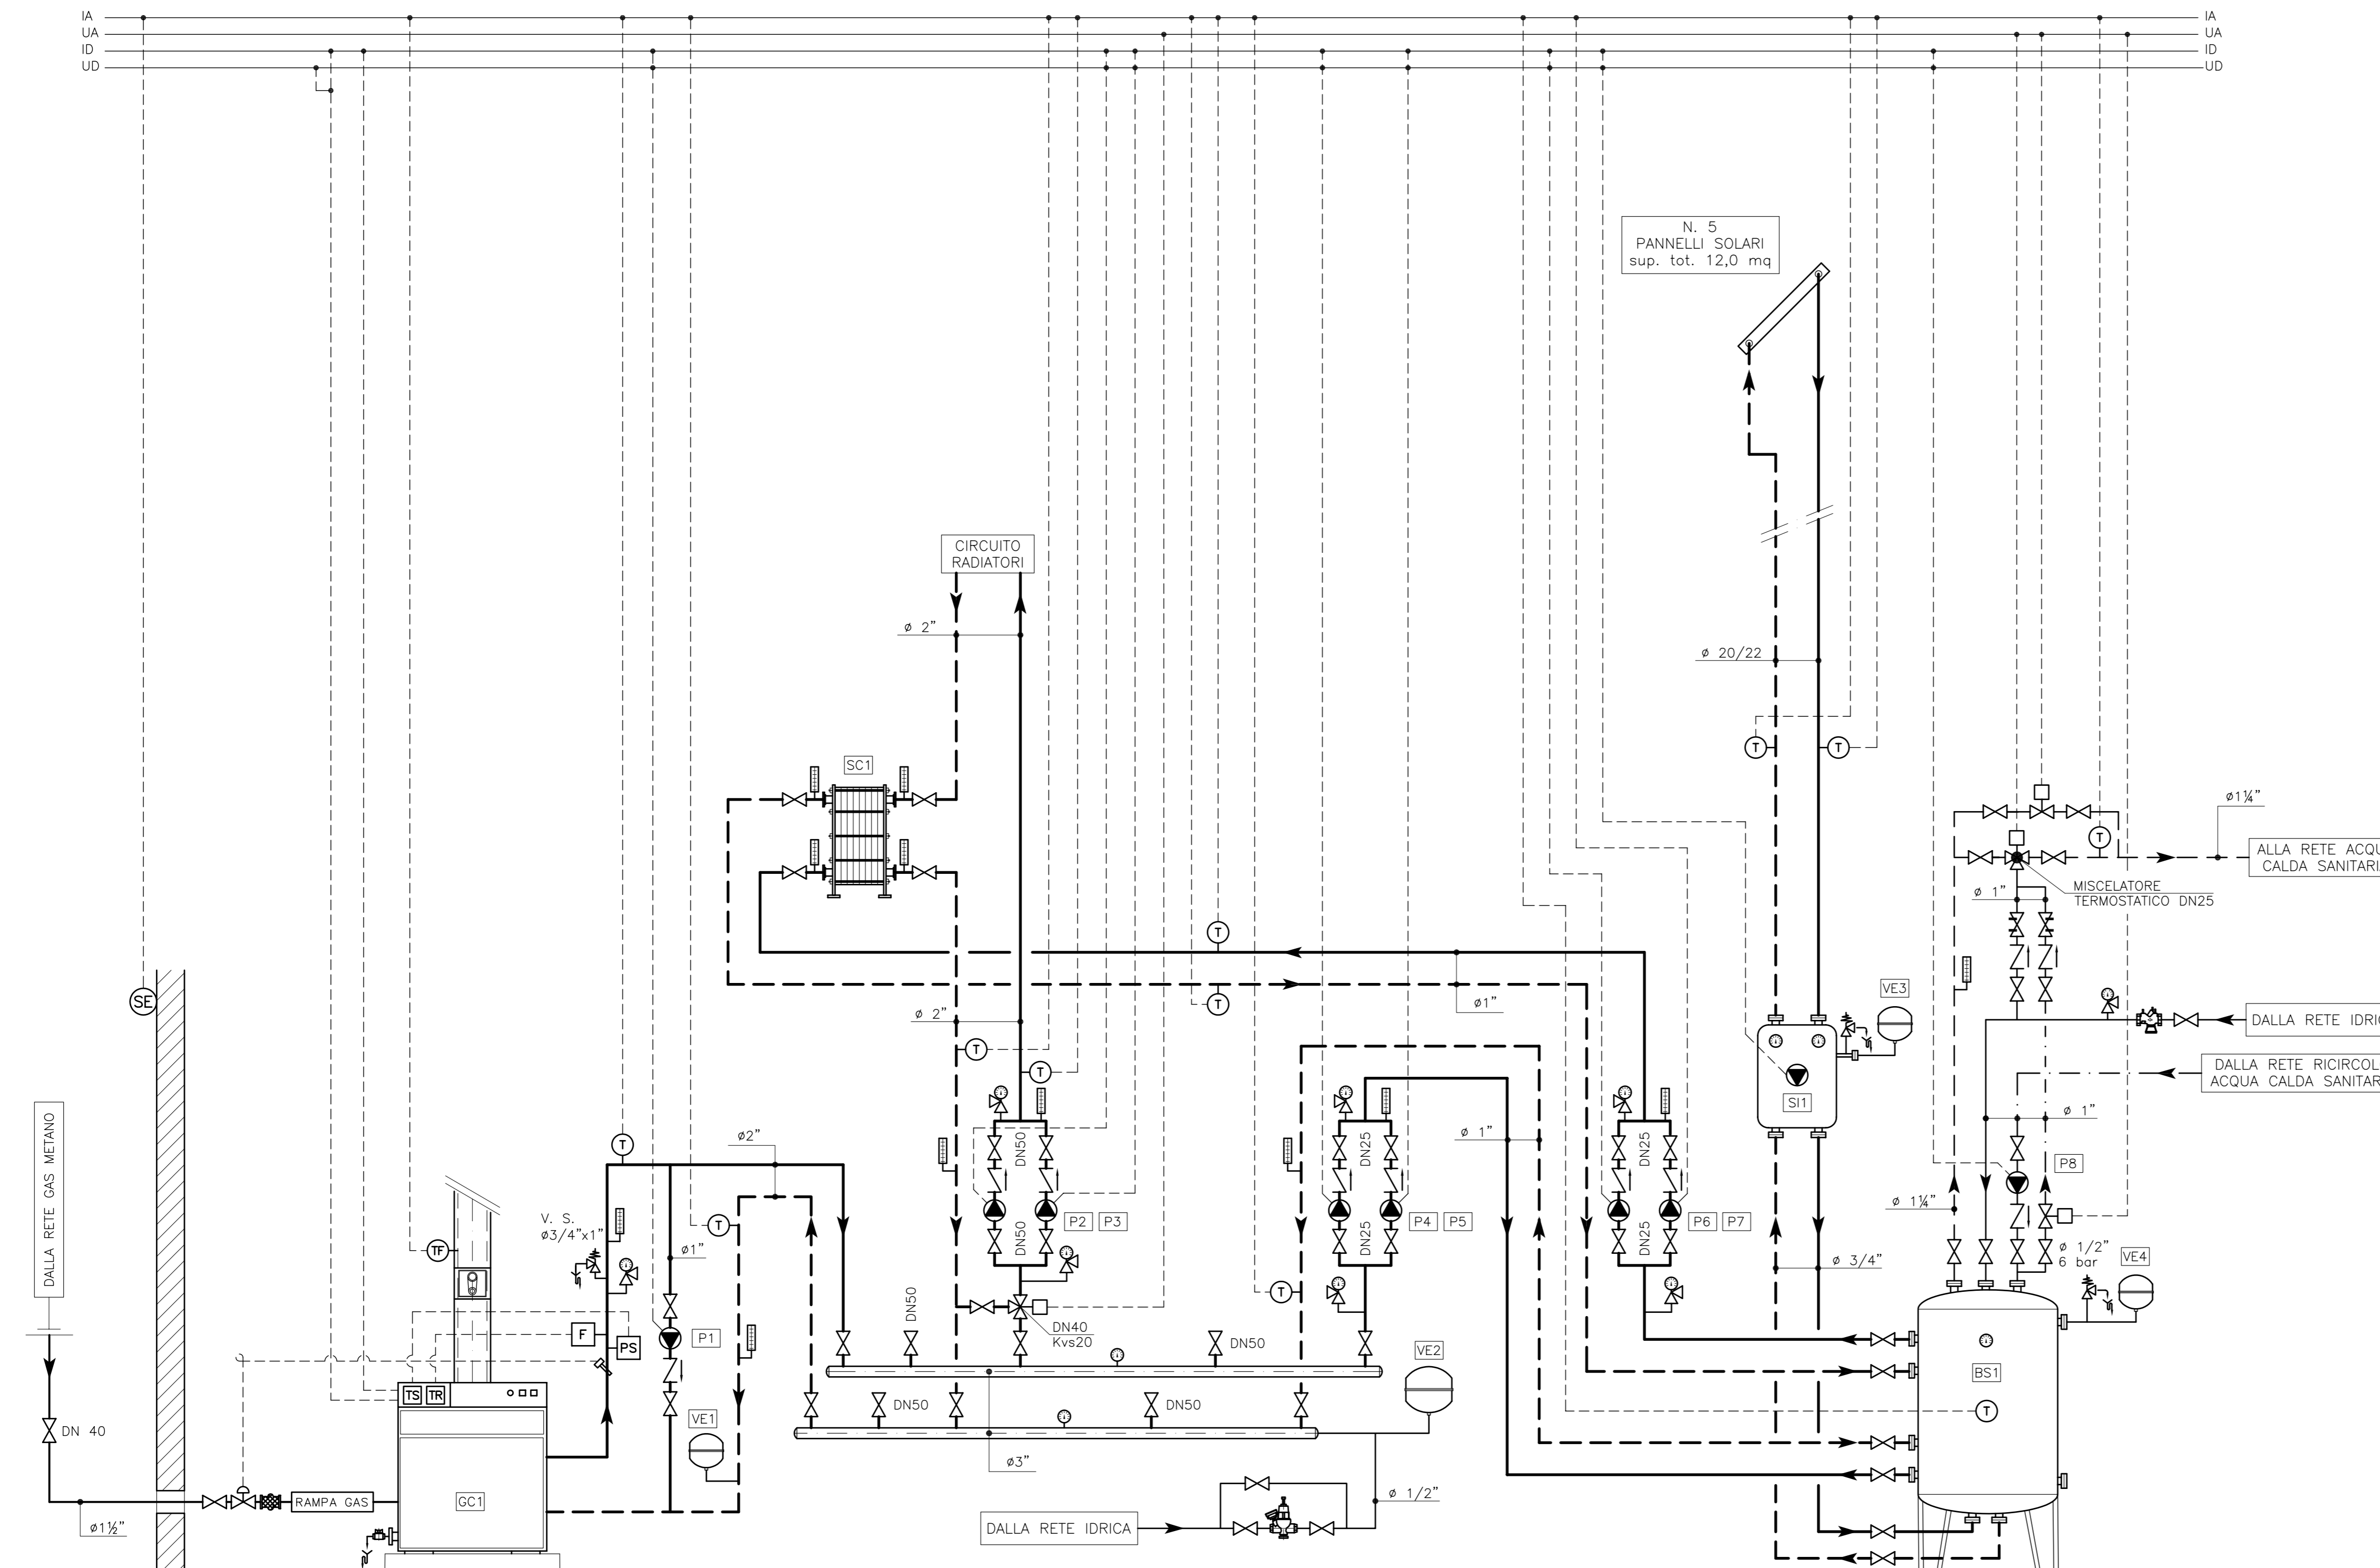 IA
UA
ID
UD
IA
UA
ID
UD
N. 5
PANNELLI SOLARI
sup. tot. 12,0 mq
CIRCUITO
RADIATORI
ø 2"
ø 20/22
SC1
T
T
ø1¼"
T
ALLA RETE ACQU
CALDA SANITARI
MISCELATORE
TERMOSTATICO DN25
ø 1"
T
SE
T
ø1"
ø 2"
T
T
VE3
DALLA RETE IDRI
DALLA RETE RICIRCOL
ACQUA CALDA SANITAR
SI1
ø 1"
DALLA RETE GAS METANO
T
ø2"
DN50
DN25
ø 1"
DN25
P8
V. S.
ø3/4"x1"
T
ø1"
TF
P2
P3
P4
P5
P6
P7
ø 1¼"
DN50
DN25
DN25
ø 3/4"
ø 1/2"
6 bar
VE4
T
DN50
F
PS
P1
DN40
Kvs20
DN50
VE2
BS1
TS
TR
DN50
DN50
T
VE1
DN 40
ø3"
RAMPA GAS
GC1
ø 1/2"
ø1½"
DALLA RETE IDRICA